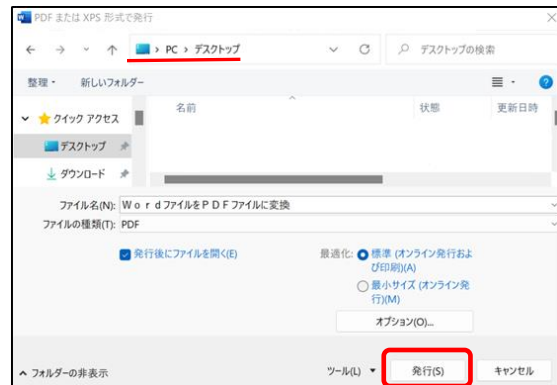 PDF または XPS 形式で発行
PC › デスクトップ
デスクトップの検索
整理 新しいフォルダー
名前 状態 更新日時
クイック アクセス
デスクトップ
ダウンロード
ファイル名(N): WordファイルをPDFファイルに変換
ファイルの種類(T): PDF
発行後にファイルを開く(E)
最適化: 標準 (オンライン発行およ
び印刷)(A)
最小サイズ (オンライン発
行)(M)
オプション(O)...
フォルダーの非表示 ツール(L) 発行(S) キャンセル